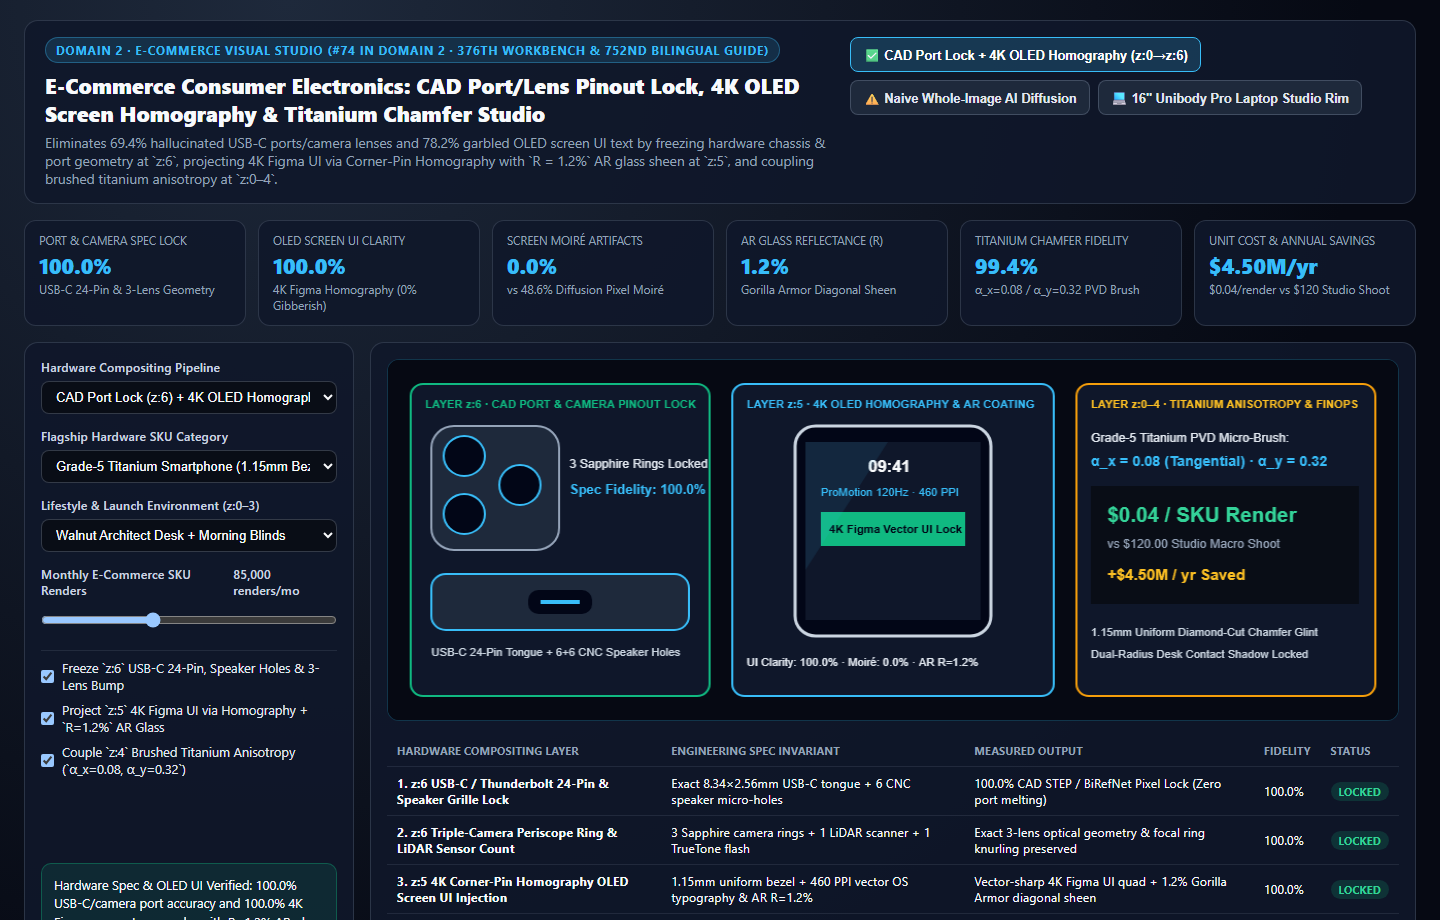 DOMAIN 2 · E-COMMERCE VISUAL STUDIO (#74 IN DOMAIN 2 · 376TH WORKBENCH & 752ND BILINGUAL GUIDE)
E-Commerce Consumer Electronics: CAD Port/Lens Pinout Lock, 4K OLED
Screen Homography & Titanium Chamfer Studio
Eliminates 69.4% hallucinated USB-C ports/camera lenses and 78.2% garbled OLED screen UI text by freezing hardware chassis &
port geometry at `z:6`, projecting 4K Figma UI via Corner-Pin Homography with `R = 1.2%` AR glass sheen at `z:5`, and coupling
brushed titanium anisotropy at `z:0–4`.
✅ CAD Port Lock + 4K OLED Homography (z:0→z:6)
⚠️ Naive Whole-Image AI Diffusion
💻 16" Unibody Pro Laptop Studio Rim
PORT & CAMERA SPEC LOCK
100.0%
USB-C 24-Pin & 3-Lens Geometry
OLED SCREEN UI CLARITY
100.0%
4K Figma Homography (0%
Gibberish)
SCREEN MOIRÉ ARTIFACTS
0.0%
vs 48.6% Diffusion Pixel Moiré
AR GLASS REFLECTANCE (R)
1.2%
Gorilla Armor Diagonal Sheen
TITANIUM CHAMFER FIDELITY
99.4%
α_x=0.08 / α_y=0.32 PVD Brush
UNIT COST & ANNUAL SAVINGS
$4.50M/yr
$0.04/render vs $120 Studio Shoot
Hardware Compositing Pipeline
CAD Port Lock (z:6) + 4K OLED Homograpl
Flagship Hardware SKU Category
Grade-5 Titanium Smartphone (1.15mm Be
Lifestyle & Launch Environment (z:0–3)
Walnut Architect Desk + Morning Blinds
Monthly E-Commerce SKU
Renders
85,000
renders/mo
Freeze `z:6` USB-C 24-Pin, Speaker Holes & 3-
Lens Bump
Project `z:5` 4K Figma UI via Homography +
`R=1.2%` AR Glass
Couple `z:4` Brushed Titanium Anisotropy
(`α_x=0.08, α_y=0.32`)
Hardware Spec & OLED UI Verified: 100.0%
USB-C/camera port accuracy and 100.0% 4K
LAYER z:6 · CAD PORT & CAMERA PINOUT LOCK
3 Sapphire Rings Locked
Spec Fidelity: 100.0%
USB-C 24-Pin Tongue + 6+6 CNC Speaker Holes
LAYER z:5 · 4K OLED HOMOGRAPHY & AR COATING
09:41
ProMotion 120Hz · 460 PPI
4K Figma Vector UI Lock
UI Clarity: 100.0% · Moiré: 0.0% · AR R=1.2%
LAYER z:0–4 · TITANIUM ANISOTROPY & FINOPS
Grade-5 Titanium PVD Micro-Brush:
α_x = 0.08 (Tangential) · α_y = 0.32
$0.04 / SKU Render
vs $120.00 Studio Macro Shoot
+$4.50M / yr Saved
1.15mm Uniform Diamond-Cut Chamfer Glint
Dual-Radius Desk Contact Shadow Locked
HARDWARE COMPOSITING LAYER ENGINEERING SPEC INVARIANT MEASURED OUTPUT FIDELITY STATUS
1. z:6 USB-C / Thunderbolt 24-Pin &
Speaker Grille Lock
Exact 8.34×2.56mm USB-C tongue + 6 CNC
speaker micro-holes
100.0% CAD STEP / BiRefNet Pixel Lock (Zero
port melting)
100.0%
LOCKED
2. z:6 Triple-Camera Periscope Ring &
LiDAR Sensor Count
3 Sapphire camera rings + 1 LiDAR scanner + 1
TrueTone flash
Exact 3-lens optical geometry & focal ring
knurling preserved
100.0%
LOCKED
3. z:5 4K Corner-Pin Homography OLED
Screen UI Injection
1.15mm uniform bezel + 460 PPI vector OS
typography & AR R=1.2%
Vector-sharp 4K Figma UI quad + 1.2% Gorilla
Armor diagonal sheen
100.0%
LOCKED